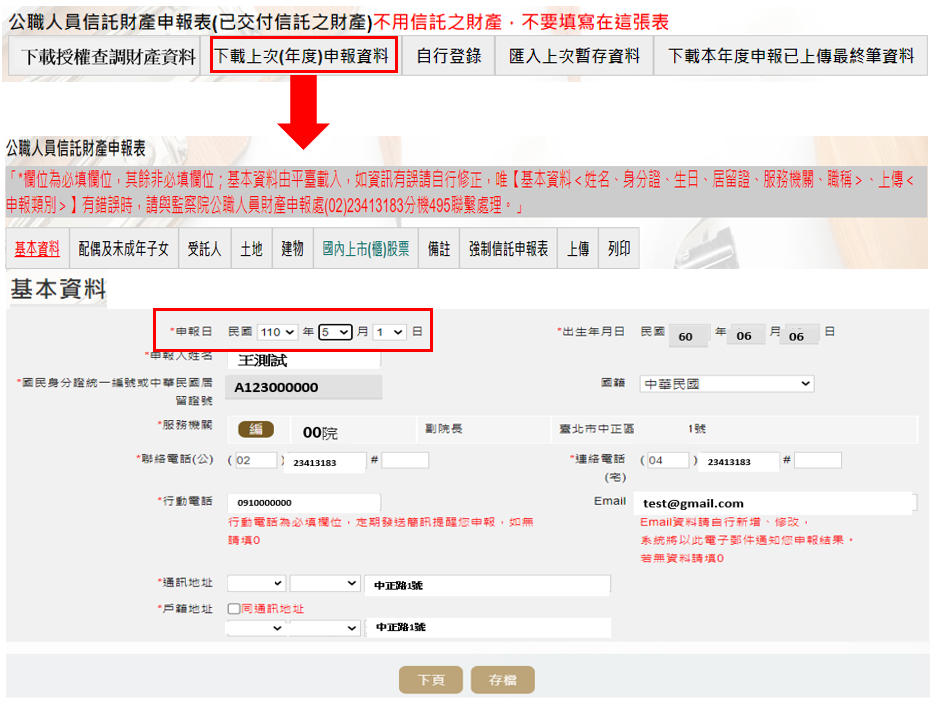 公職人員信託財產申報表(已交付信託之財產)不用信託之財產，不要填寫在這張表
下載授權查調財產資料 下載上次(年度)申報資料 自行登錄 匯入上次暫存資料 下載本年度申報已上傳最終筆資料
公職人員信託財產申報表
「*欄位為必填欄位，其餘非必填欄位；基本資料由平臺載入，如資訊有誤請自行修正，唯【基本資料＜姓名、身分證、生日、居留證、服務機關、職稱＞、上傳＜
申報類別＞】有錯誤時，請與監察院公職人員財產申報處(02)23413183分機495聯繫處理。」
基本資料 配偶及未成年子女 受託人 土地 建物 國內上市(櫃)股票 備註 強制信託申報表 上傳 列印
基本資料
*申報日 民國 110 年 5 月 1 日 *出生年月日 民國 60 年 06 月 06 日
*申報人姓名 王測試
*國民身分證統一編號或中華民國居 A123000000 國籍 中華民國
留證號
*服務機關 編 00院 副院長 臺北市中正區 1號
*聯絡電話(公) (02) 23413183 # *連絡電話 (04) 23413183 #
(宅)
*行動電話 0910000000 Email test@gmail.com
行動電話為必填欄位，定期發送簡訊提醒您申報，如無 Email資料請自行新增、修改，
請填0 系統將以此電子郵件通知您申報結果。
若無資料請填0
*通訊地址 中正路1號
*戶籍地址 同通訊地址
中正路1號
下頁 存檔